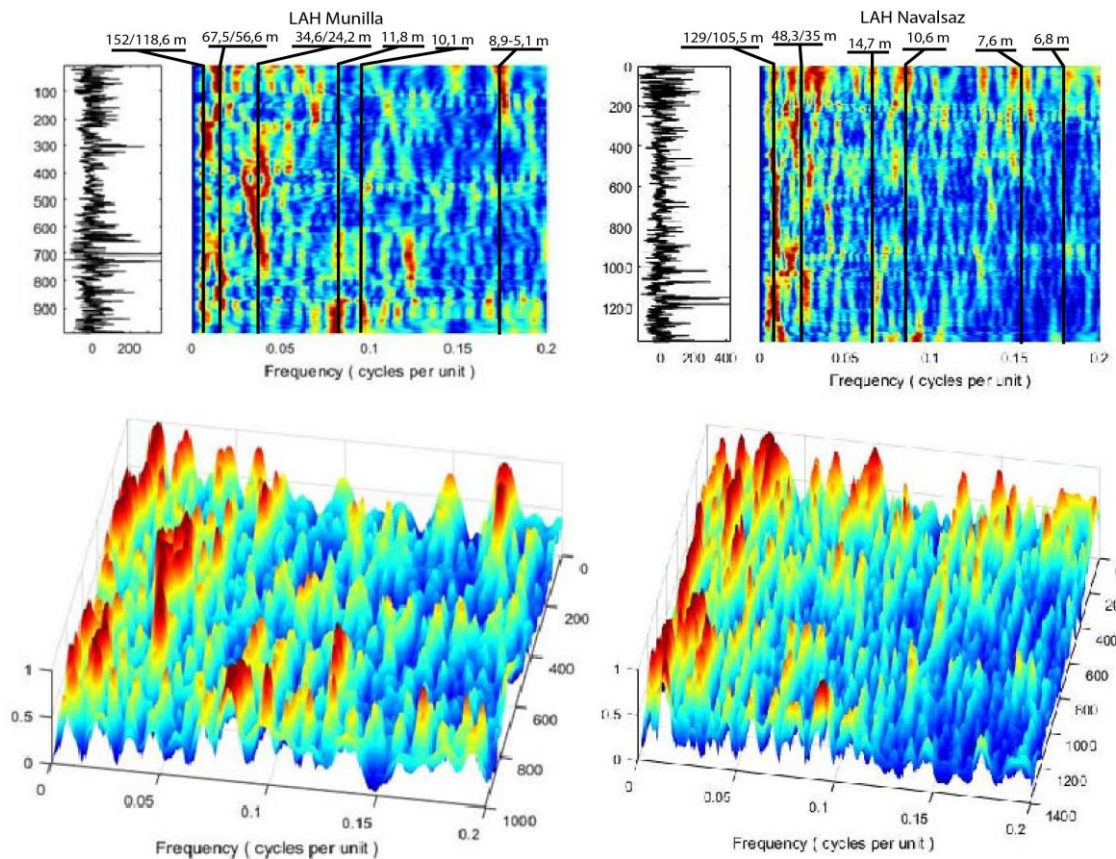 LAH Munilla
152/118,6 m 67,5/56,6 m 34,6/24,2 m 11,8 m 10,1 m 8,9-5,1 m
100
200
300
400
500
600
700
800
900
0 200
0 0.05 0.1 0.15 0.2
Frequency ( cycles per unit )
LAH Navalsaz
129/105,5 m 48,3/35 m 14,7 m 10,6 m 7,6 m 6,8 m
0
200
400
600
800
1000
1200
0 200 400
0 0.05 0.1 0.15 0.2
Frequency ( cycles per unit )
1
0.5
0
0 0.05 0.1 0.15 0.2
0
200
400
600
800
1000
Frequency ( cycles per unit )
1
0.5
0
0 0.05 0.1 0.15 0.2
0
200
400
600
800
1000
1200
1400
Frequency ( cycles per unit )